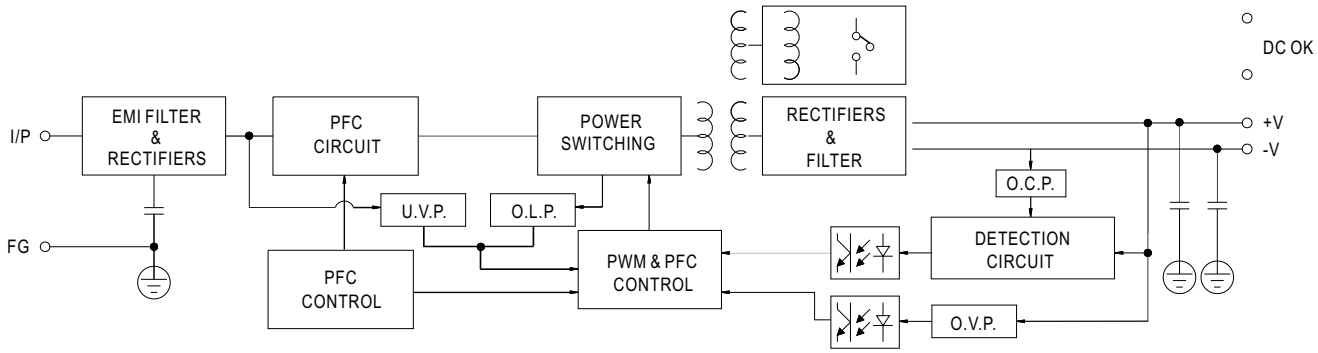 DC OK
I/P
EMI FILTER
&
RECTIFIERS
PFC
CIRCUIT
POWER
SWITCHING
RECTIFIERS
&
FILTER
+V
-V
U.V.P.
O.L.P.
O.C.P.
FG
PFC
CONTROL
PWM & PFC
CONTROL
DETECTION
CIRCUIT
O.V.P.